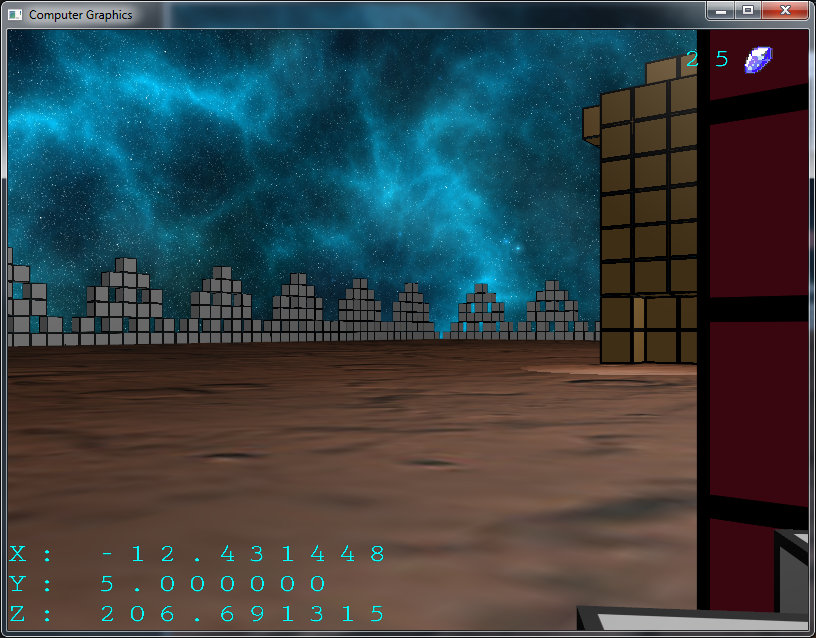 Computer Graphics
25
X: -12.431448
Y: 5.000000
Z: 206.691315